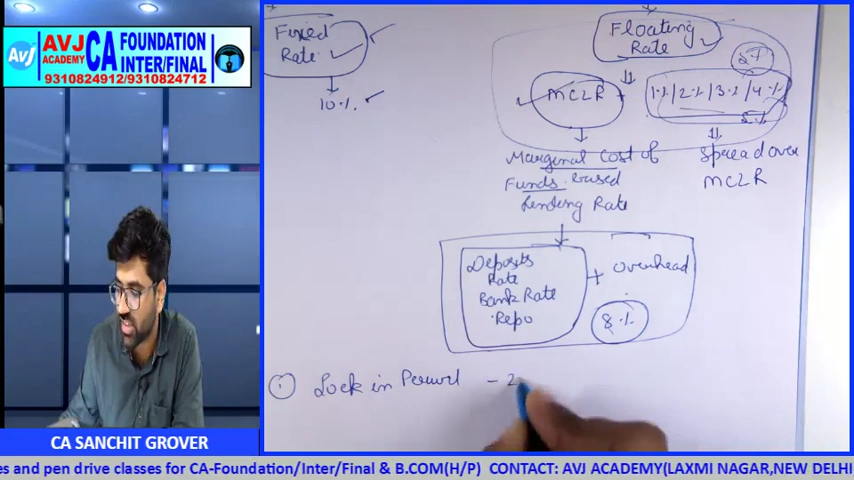 AVJ
ACADEMY
CA
FOUNDATION
INTER/FINAL
9310824912/9310824712
AVJ
Fixed
Rate
10%.
Floating
Rate
MCLR +
1%/2%/3%/4%
Marginal Cost of
Funds based
Lending Rate
Spread over
MCLR
Deposits
Rate
Bank Rate
Repo
+ overhead
8%
Lock in Period - 2
CA SANCHIT GROVER
es and pen drive classes for CA-Foundation/Inter/Final & B.COM(H/P) CONTACT: AVJ ACADEMY(LAXMI NAGAR,NEW DELHI